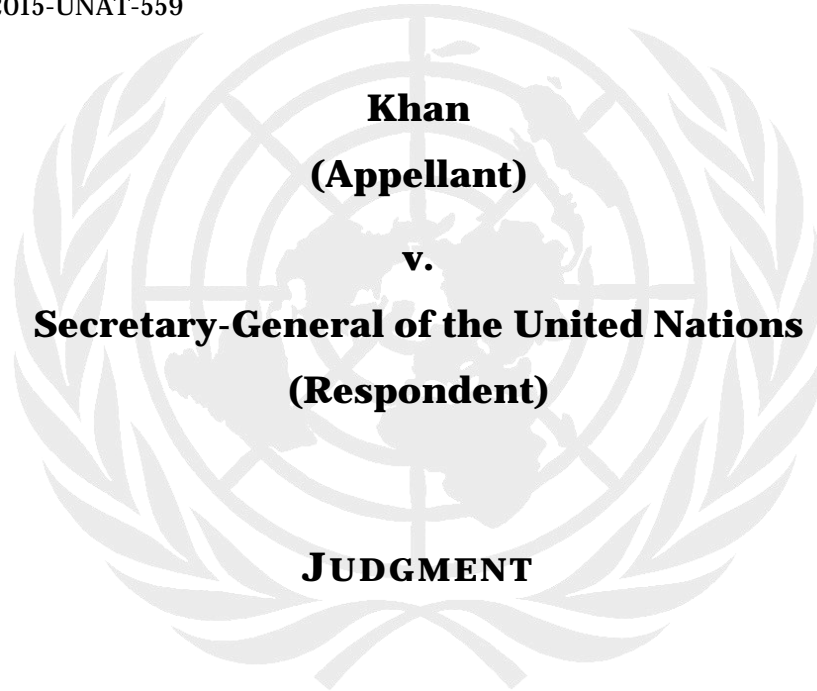 2015-UNAT-559
Khan
(Appellant)
v.
Secretary-General of the United Nations
(Respondent)
JUDGMENT